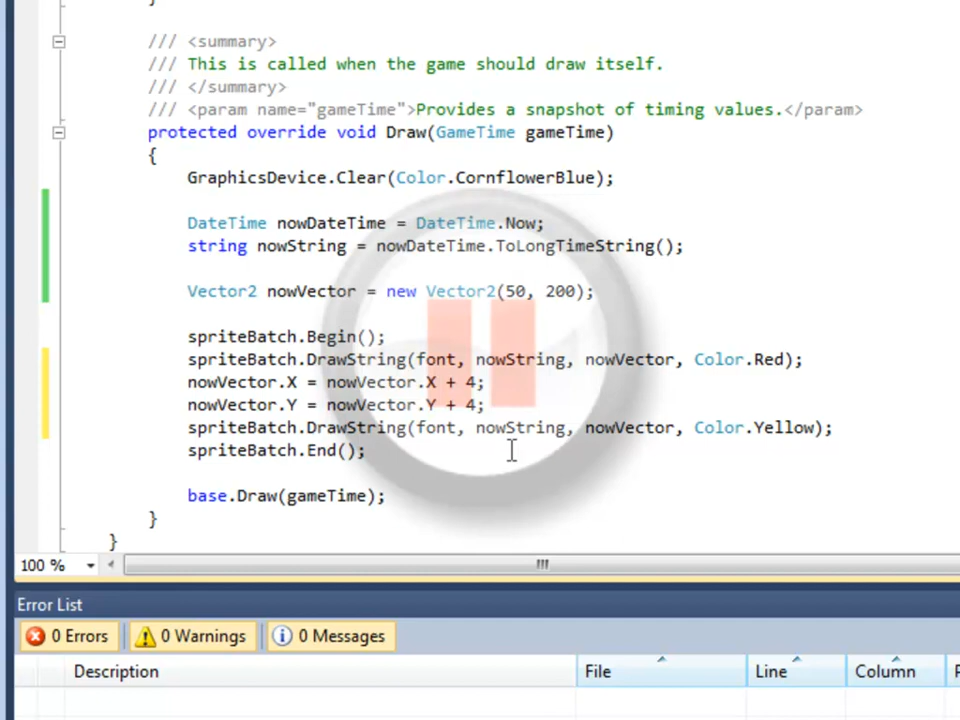 }
/// <summary>
/// This is called when the game should draw itself.
/// </summary>
/// <param name="gameTime">Provides a snapshot of timing values.</param>
protected override void Draw(GameTime gameTime)
{
GraphicsDevice.Clear(Color.CornflowerBlue);
DateTime nowDateTime = DateTime.Now;
string nowString = nowDateTime.ToLongTimeString();
Vector2 nowVector = new Vector2(50, 200);
spriteBatch.Begin();
spriteBatch.DrawString(font, nowString, nowVector, Color.Red);
nowVector.X = nowVector.X + 4;
nowVector.Y = nowVector.Y + 4;
spriteBatch.DrawString(font, nowString, nowVector, Color.Yellow);
spriteBatch.End();
base.Draw(gameTime);
}
}
100 %
Error List
0 Errors 0 Warnings 0 Messages
Description File Line Column